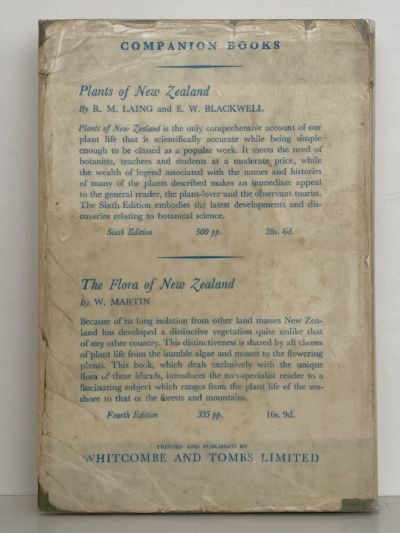 COMPANION BOOKS
Plants of New Zealand
By R. M. LAING and E. W. BLACKWELL
Plants of New Zealand is the only comprehensive account of our
plant life that is scientifically accurate while being simple
enough to be classed as a popular work. It meets the need of
botanists, teachers and students at a moderate price, while
the wealth of legend associated with the names and histories
of many of the plants described makes an immediate appeal
to the general reader, the plant-lover and the observant tourist.
The Sixth Edition embodies the latest developments and dis-
coveries relating to botanical science.
Sixth Edition 500 pp. 28s. 6d.
The Flora of New Zealand
By W. MARTIN
Because of its long isolation from other land masses New Zea-
land has developed a distinctive vegetation quite unlike that
of any other country. This distinctiveness is shared by all classes
of plant life from the humble algae and mosses to the flowering
plants. This book, which deals exclusively with the unique
flora of these islands, introduces the non-specialist reader to a
fascinating subject which ranges from the plant life of the sea-
shore to that of the forests and mountains.
Fourth Edition 335 pp. 16s. 9d.
PRINTED AND PUBLISHED BY
WHITCOMBE AND TOMBS LIMITED